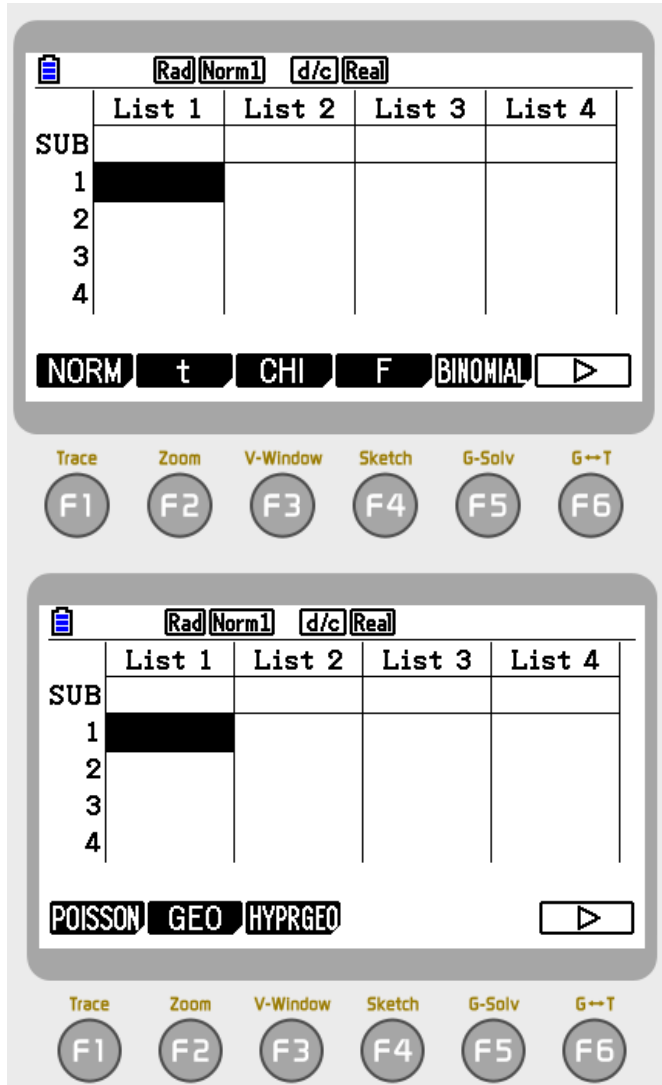 Rad Norm1 d/c Real
List 1 List 2 List 3 List 4
SUB
1
2
3
4
NORM t CHI F BINOMIAL ▷
Trace Zoom V-Window Sketch G-Solv G↔T
F1 F2 F3 F4 F5 F6
Rad Norm1 d/c Real
List 1 List 2 List 3 List 4
SUB
1
2
3
4
POISSON GEO HYPRGEO ▷
Trace Zoom V-Window Sketch G-Solv G↔T
F1 F2 F3 F4 F5 F6